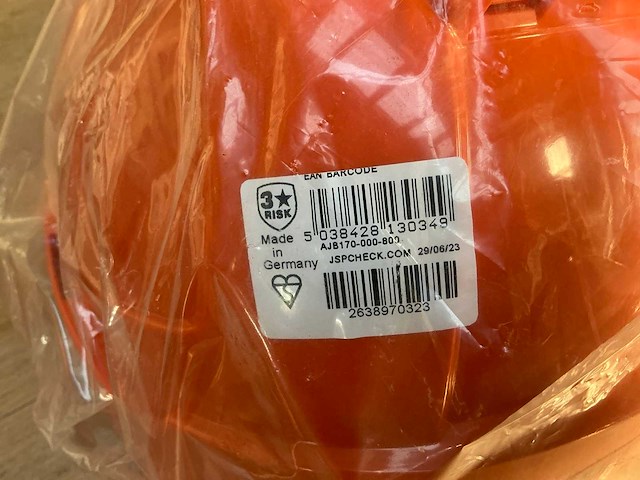 EAN BARCODE
3★
RISK
5 038428 130349
Made
in
Germany
AJB170-000-800
JSPCHECK.COM 29/06/23
S
2638970323